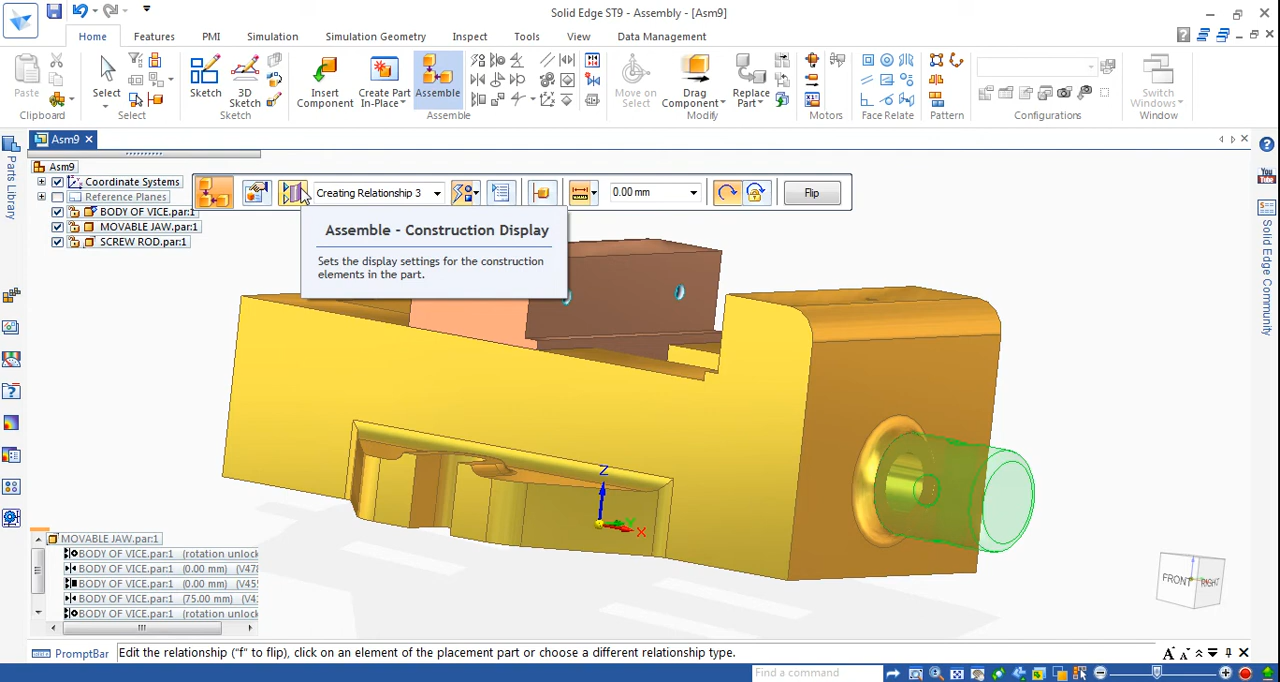 Solid Edge ST9 - Assembly - [Asm9]
Home Features PMI Simulation Simulation Geometry Inspect Tools View Data Management
Paste Select Sketch 3D Sketch Insert Component Create Part In-Place Assemble Move on Select Drag Component Replace Part Switch Windows
Clipboard Select Sketch Assemble Modify Motors Face Relate Pattern Configurations Window
Asm9
Parts Library
Asm9
Coordinate Systems
Reference Planes
BODY OF VICE.par:1
MOVABLE JAW.par:1
SCREW ROD.par:1
Creating Relationship 3 0.00 mm Flip
Assemble - Construction Display
Sets the display settings for the construction
elements in the part.
You Tube
Solid Edge Community
Z
Y
X
FRONT RIGHT
MOVABLE JAW.par:1
BODY OF VICE.par:1 (rotation unlock
BODY OF VICE.par:1 (0.00 mm) (V478
BODY OF VICE.par:1 (0.00 mm) (V455
BODY OF VICE.par:1 (75.00 mm) (V4
BODY OF VICE.par:1 (rotation unlock
PromptBar Edit the relationship ("f" to flip), click on an element of the placement part or choose a different relationship type.
Find a command